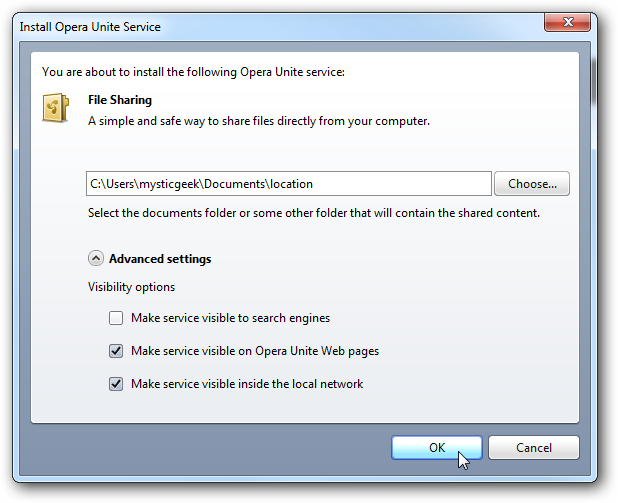 Install Opera Unite Service
You are about to install the following Opera Unite service:
File Sharing
A simple and safe way to share files directly from your computer.
C:\Users\mysticgeek\Documents\location
Choose...
Select the documents folder or some other folder that will contain the shared content.
Advanced settings
Visibility options
Make service visible to search engines
Make service visible on Opera Unite Web pages
Make service visible inside the local network
OK
Cancel